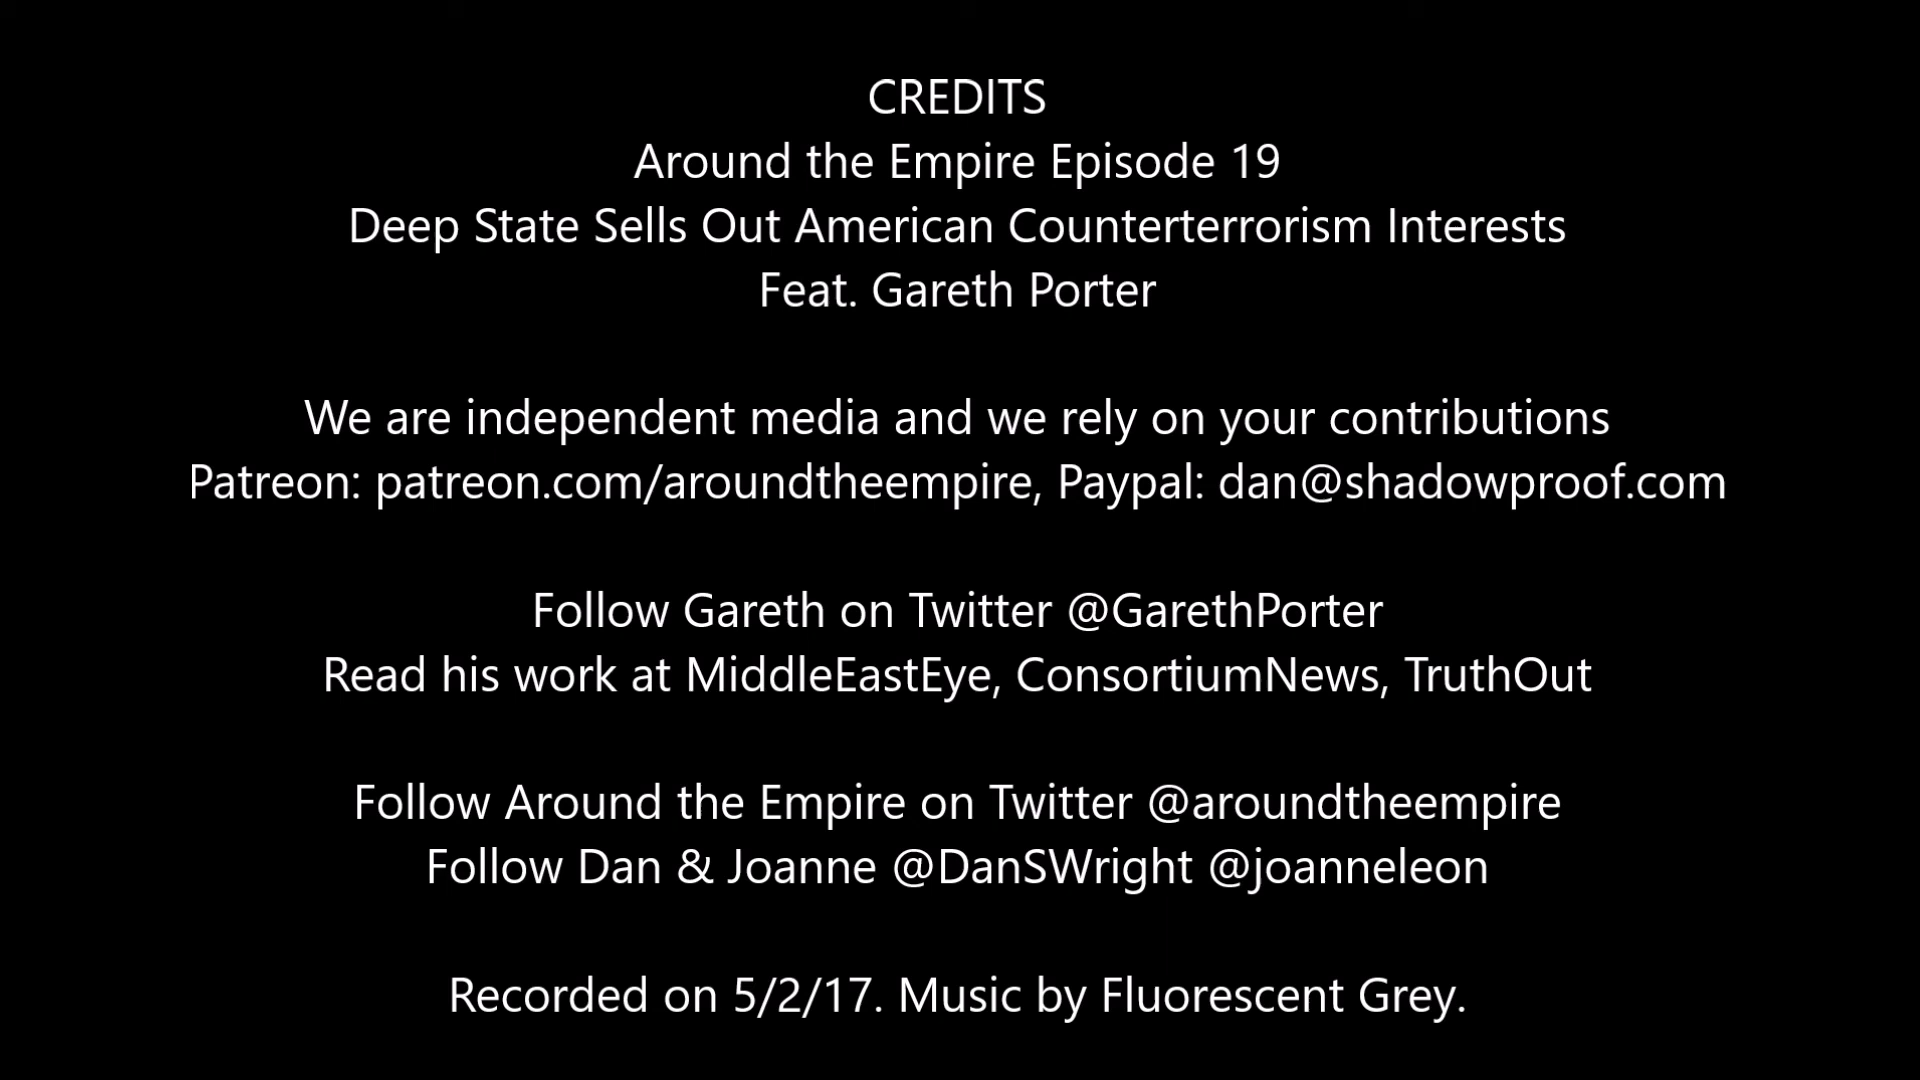 CREDITS
Around the Empire Episode 19
Deep State Sells Out American Counterterrorism Interests
Feat. Gareth Porter
We are independent media and we rely on your contributions
Patreon: patreon.com/aroundtheempire, Paypal: dan@shadowproof.com
Follow Gareth on Twitter @GarethPorter
Read his work at MiddleEastEye, ConsortiumNews, TruthOut
Follow Around the Empire on Twitter @aroundtheempire
Follow Dan & Joanne @DanSWright @joanneleon
Recorded on 5/2/17. Music by Fluorescent Grey.